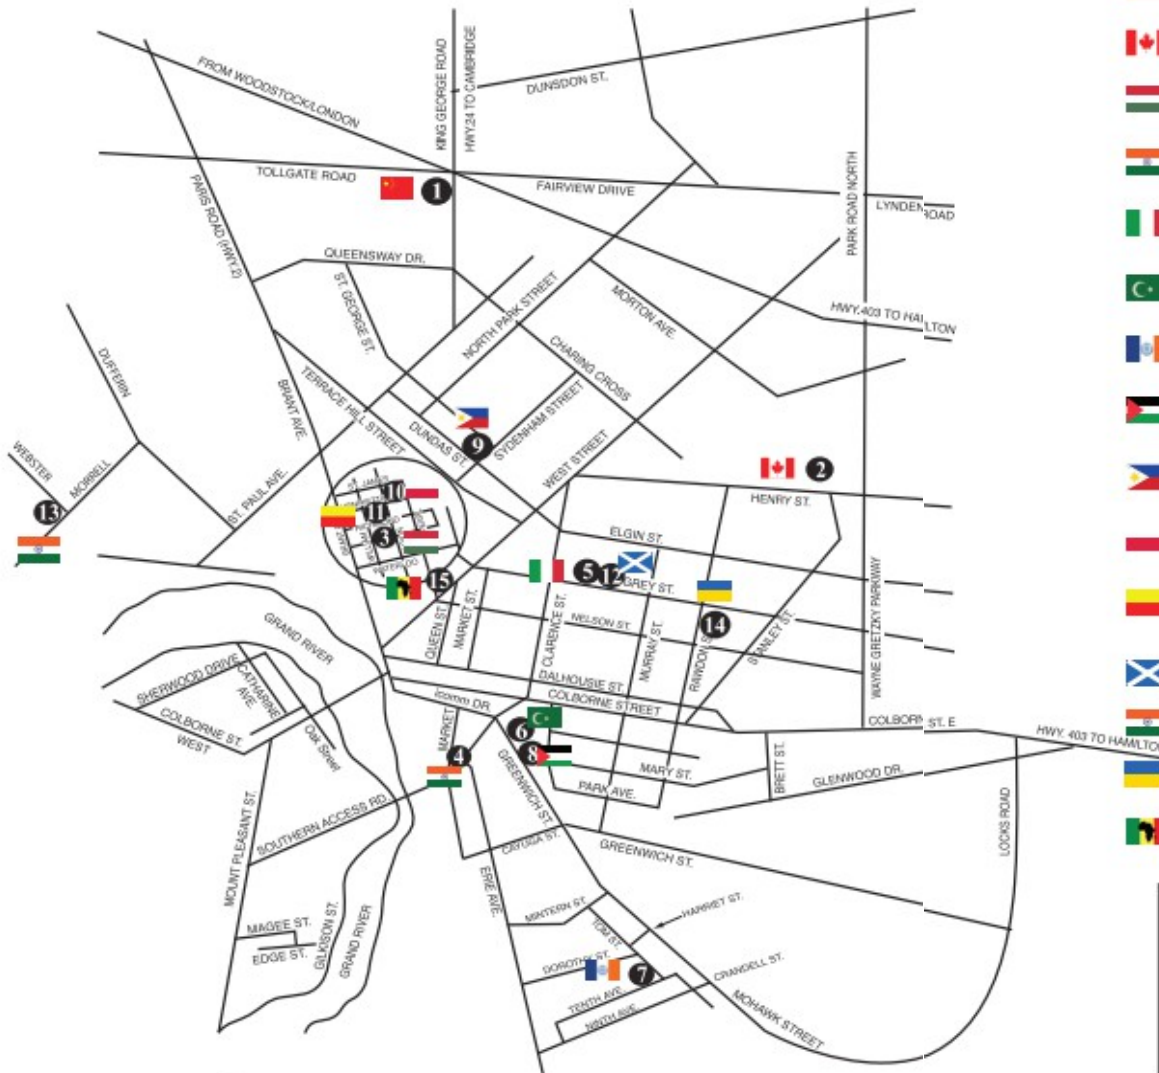 FROM WOODSTOCK/LONDON
KING GEORGE ROAD
HWY.24 TO CAMBRIDGE
DUNSDON ST.
TOLLGATE ROAD
1
FAIRVIEW DRIVE
LYNDEN ROAD
PARK ROAD NORTH
PARIS ROAD (HWY.2)
QUEENSWAY DR.
ST. GEORGE ST.
NORTH PARK STREET
MORTON AVE.
HWY.403 TO HAMILTON
CHARING CROSS
DUFFERIN
BRANT AVE.
TERRACE HILL STREET
DUNDAS ST.
9
SYDENHAM STREET
WEST STREET
2
HENRY ST.
WEBSTER
MORRELL
13
ST. PAUL AVE.
10
11
3
WATERLOO
15
ELGIN ST.
5
12
GREY ST.
14
NELSON ST.
QUEEN ST.
MARKET ST.
CLARENCE ST.
MURRAY ST.
RAWDON S
STANLEY ST.
WAYNE GRETZKY PARKWAY
GRAND RIVER
SHERWOOD DRIVE
CATHARINE
AVE.
COLBORNE ST.
WEST
Oak Street
DALHOUSIE ST.
COLBORNE STREET
Icomm DR.
COLBORN ST. E
HWY. 403 TO HAMILTON
MARKET
4
6
8
GREENWICH ST.
MARY ST.
PARK AVE.
BRETT ST.
GLENWOOD DR.
LOCKS ROAD
SOUTHERN ACCESS RD.
MOUNT PLEASANT ST.
CAYUGA ST.
GREENWICH ST.
ERIE AVE.
MAGEE ST.
EDGE ST.
GILKISON ST.
GRAND RIVER
MINTERN ST.
HARRIET ST.
TOM ST.
DOROTHY ST.
7
CRANDELL ST.
TENTH AVE.
NINTH AVE.
MOHAWK STREET